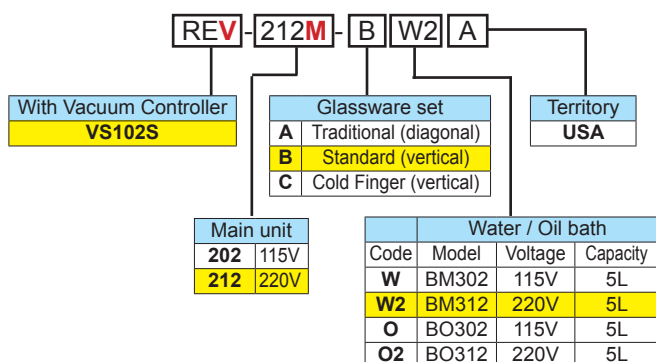 REV-212M-B W2 A
With Vacuum Controller
VS102S
Glassware set
A Traditional (diagonal)
B Standard (vertical)
C Cold Finger (vertical)
Territory
USA
Main unit
202 115V
212 220V
Water / Oil bath
Code Model Voltage Capacity
W BM302 115V 5L
W2 BM312 220V 5L
O BO302 115V 5L
O2 BO312 220V 5L